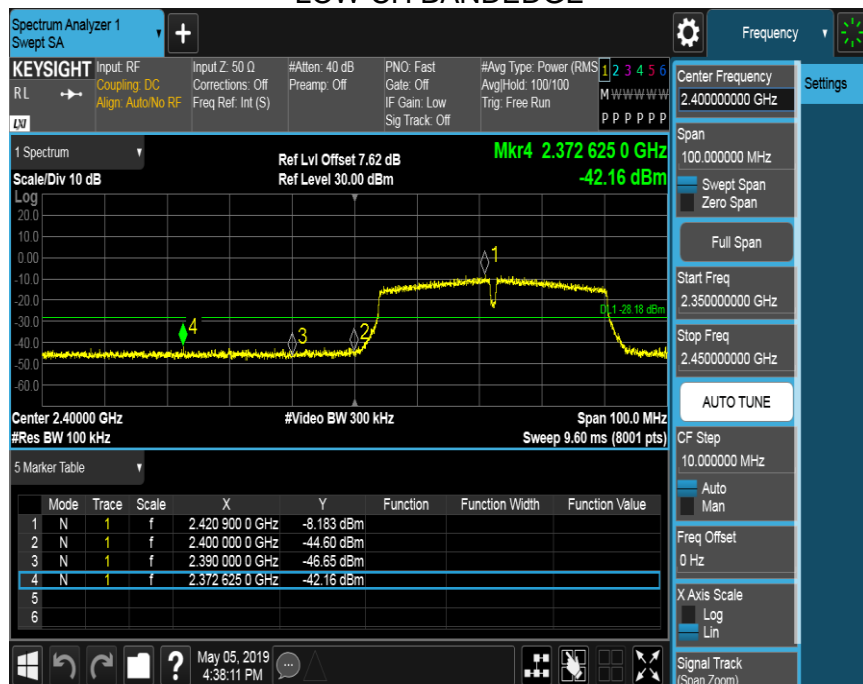 LOW CH BANDEDGE
Spectrum Analyzer 1
Swept SA
+
Frequency
KEYSIGHT
RL
LXI
Input: RF
Coupling: DC
Align: Auto/No RF
Input Z: 50 Ω
Corrections: Off
Freq Ref: Int (S)
#Atten: 40 dB
Preamp: Off
PNO: Fast
Gate: Off
IF Gain: Low
Sig Track: Off
#Avg Type: Power (RMS
Avg|Hold: 100/100
Trig: Free Run
1 2 3 4 5 6
M W W W W W
P P P P P P
1 Spectrum
Scale/Div 10 dB
Ref Lvl Offset 7.62 dB
Ref Level 30.00 dBm
Mkr4 2.372 625 0 GHz
-42.16 dBm
Log
20.0
10.0
0.00
-10.0
-20.0
-30.0
-40.0
-50.0
-60.0
1
DL1 -28.18 dBm
4
3
2
Center 2.40000 GHz
#Video BW 300 kHz
Span 100.0 MHz
#Res BW 100 kHz
Sweep 9.60 ms (8001 pts)
5 Marker Table
Mode Trace Scale X Y Function Function Width Function Value
1 N 1 f 2.420 900 0 GHz -8.183 dBm
2 N 1 f 2.400 000 0 GHz -44.60 dBm
3 N 1 f 2.390 000 0 GHz -46.65 dBm
4 N 1 f 2.372 625 0 GHz -42.16 dBm
5
6
?
May 05, 2019
4:38:11 PM
Center Frequency
2.400000000 GHz
Settings
Span
100.000000 MHz
Swept Span
Zero Span
Full Span
Start Freq
2.350000000 GHz
Stop Freq
2.450000000 GHz
AUTO TUNE
CF Step
10.000000 MHz
Auto
Man
Freq Offset
0 Hz
X Axis Scale
Log
Lin
Signal Track
(Span Zoom)